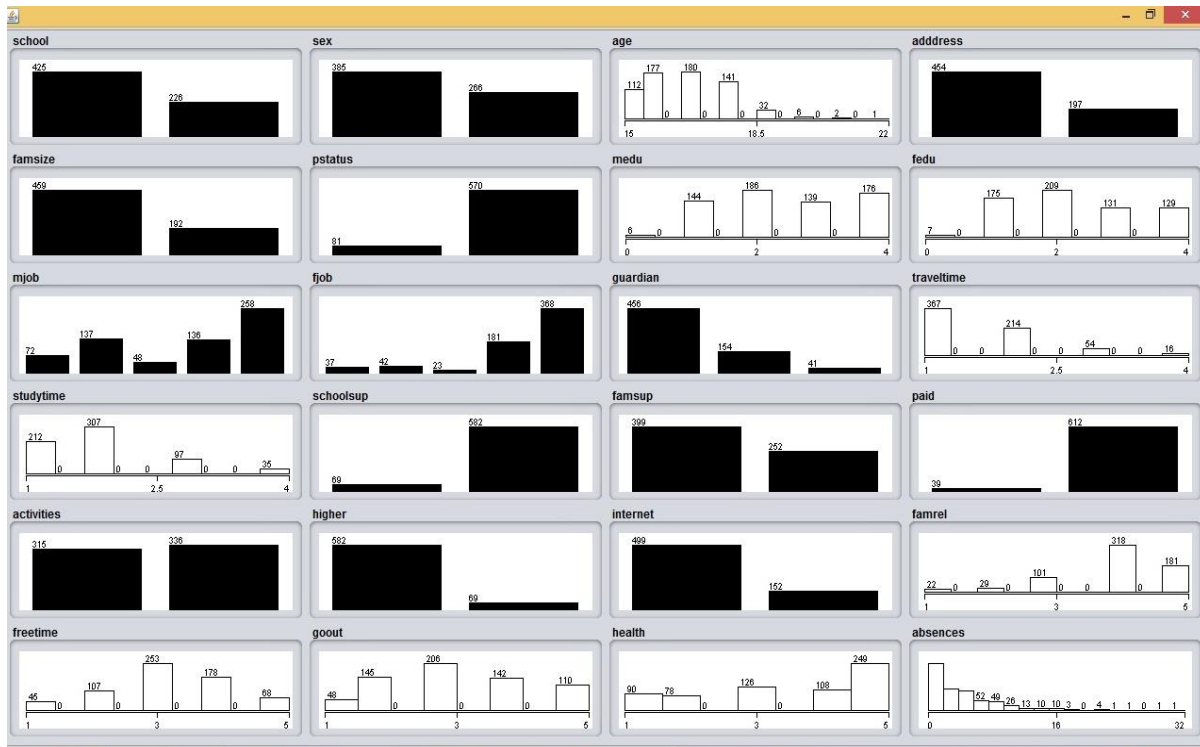 school sex age adddress
425 226
385 266
112 177 0 180 0 141 0 32 0 6 0 2 0 1
15 18.5 22
454 197
famsize pstatus medu fedu
459 192
81 570
6 0 144 0 186 0 139 0 176
0 2 4
7 0 175 0 209 0 131 0 129
0 2 4
mjob fjob guardian traveltime
72 137 48 136 258
37 42 23 181 368
456 154 41
367 0 0 214 0 0 54 0 0 16
1 2.5 4
studytime schoolsup famsup paid
212 0 307 0 0 97 0 0 35
1 2.5 4
69 582
399 252
39 612
activities higher internet famrel
315 336
582 69
499 152
22 0 29 0 101 0 0 318 0 181
1 3 5
freetime goout health absences
45 0 107 0 253 0 178 0 68
1 3 5
48 145 0 206 0 142 0 110
1 3 5
90 78 0 126 0 108 249
1 3 5
52 49 26 13 10 10 3 0 4 1 1 0 1 1
0 16 32